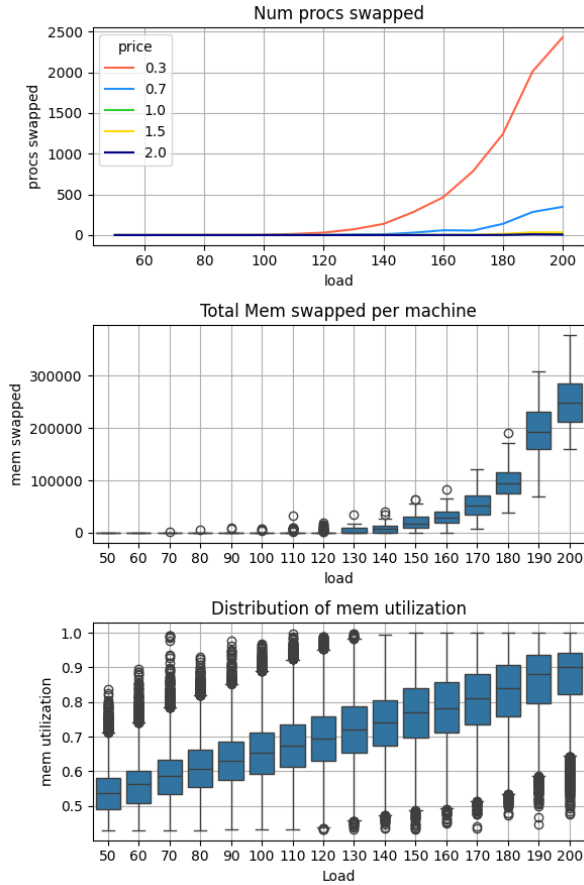 Num procs swapped
procs swapped
2500
2000
1500
1000
500
0
price
0.3
0.7
1.0
1.5
2.0
60 80 100 120 140 160 180 200
load
Total Mem swapped per machine
mem swapped
300000
200000
100000
0
50 60 70 80 90 100 110 120 130 140 150 160 170 180 190 200
load
Distribution of mem utilization
mem utilization
1.0
0.9
0.8
0.7
0.6
0.5
50 60 70 80 90 100 110 120 130 140 150 160 170 180 190 200
Load